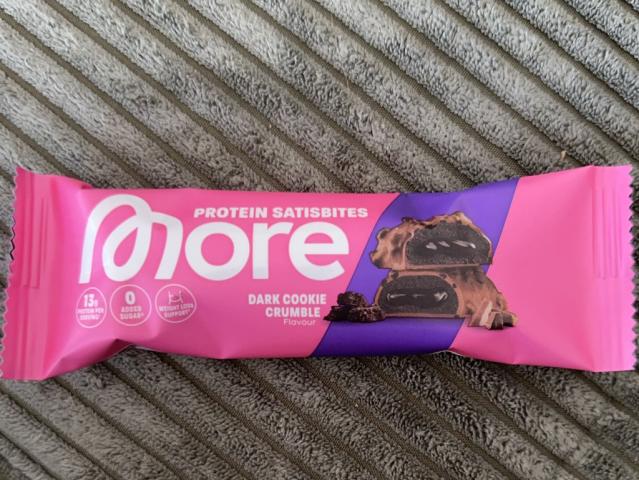 PROTEIN SATISBITES
More
13g
PROTEIN PER
SERVING
0
ADDED
SUGAR
WEIGHT LOSS
SUPPORT
DARK COOKIE
CRUMBLE
Flavour